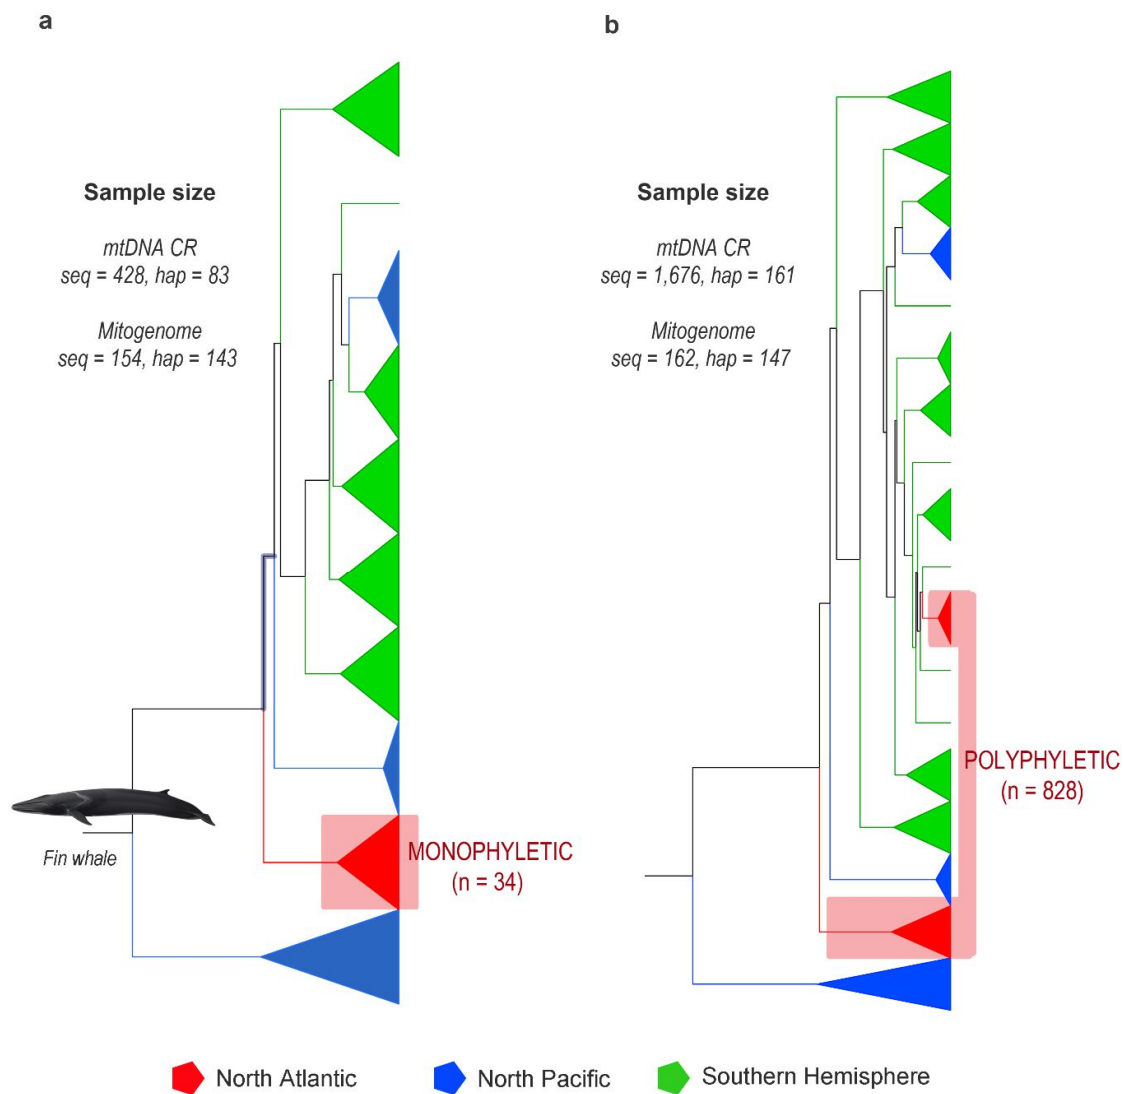 a
Sample size
mtDNA CR
seq = 428, hap = 83
Mitogenome
seq = 154, hap = 143
Fin whale
MONOPHYLETIC
(n = 34)
b
Sample size
mtDNA CR
seq = 1,676, hap = 161
Mitogenome
seq = 162, hap = 147
POLYPHYLETIC
(n = 828)
North Atlantic
North Pacific
Southern Hemisphere